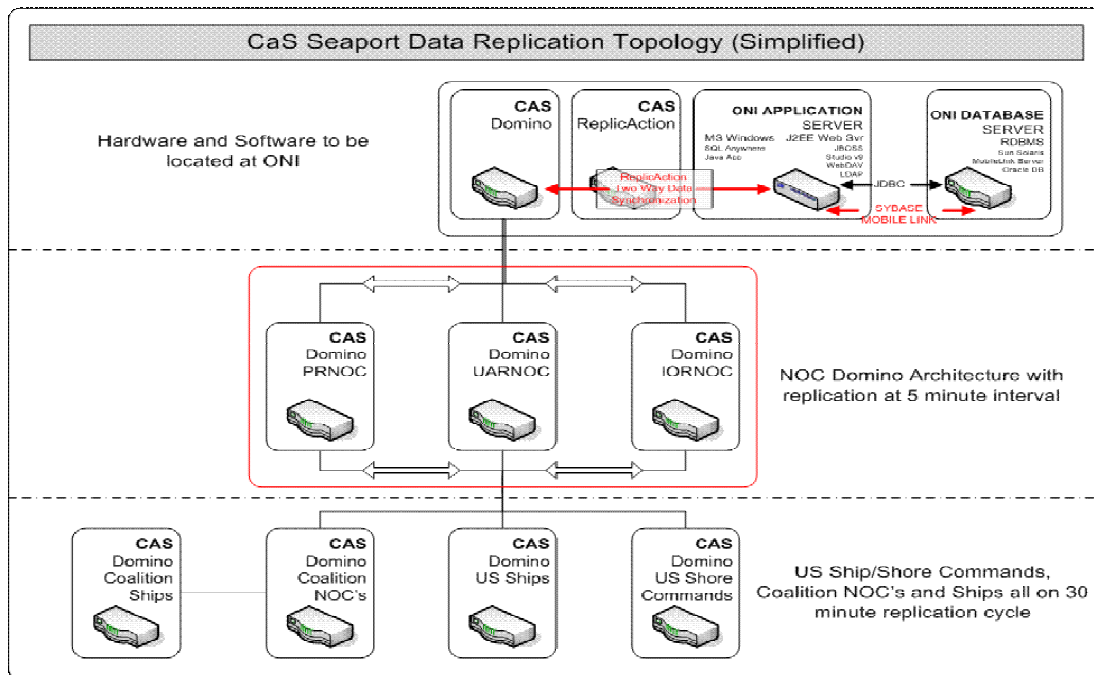 CaS Seaport Data Replication Topology (Simplified)
Hardware and Software to be
located at ONI
CAS
Domino
CAS
ReplicAction
ONI APPLICATION
SERVER
MS Windows
SQL Anywhere
Java App
J2EE Web Svr
JBOSS
Studio v9
WebDAV
LDAP
ONI DATABASE
SERVER
RDBMS
Sun Solaris
MobileLink Server
Oracle DB
ReplicAction
Two Way Data
Synchronization
JDBC
SYBASE
MOBILE LINK
CAS
Domino
PRNOC
CAS
Domino
UARNOC
CAS
Domino
IORNOC
NOC Domino Architecture with
replication at 5 minute interval
CAS
Domino
Coalition
Ships
CAS
Domino
Coalition
NOC's
CAS
Domino
US Ships
CAS
Domino
US Shore
Commands
US Ship/Shore Commands,
Coalition NOC's and Ships all on 30
minute replication cycle